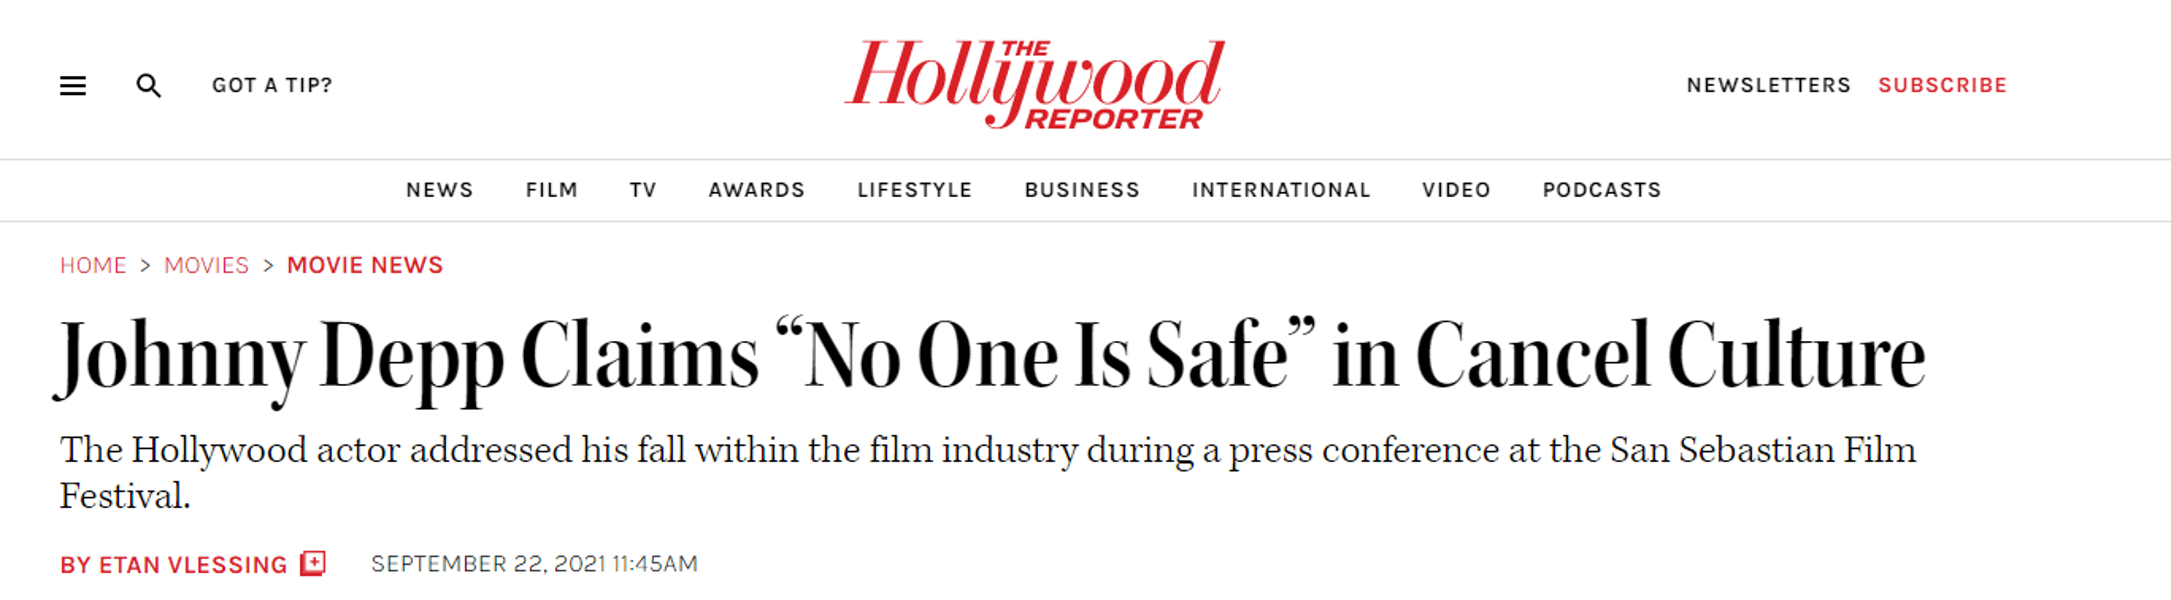 GOT A TIP?
THE
Hollywood
REPORTER
NEWSLETTERS SUBSCRIBE
NEWS FILM TV AWARDS LIFESTYLE BUSINESS INTERNATIONAL VIDEO PODCASTS
HOME > MOVIES > MOVIE NEWS
Johnny Depp Claims “No One Is Safe” in Cancel Culture
The Hollywood actor addressed his fall within the film industry during a press conference at the San Sebastian Film
Festival.
BY ETAN VLESSING SEPTEMBER 22, 2021 11:45AM